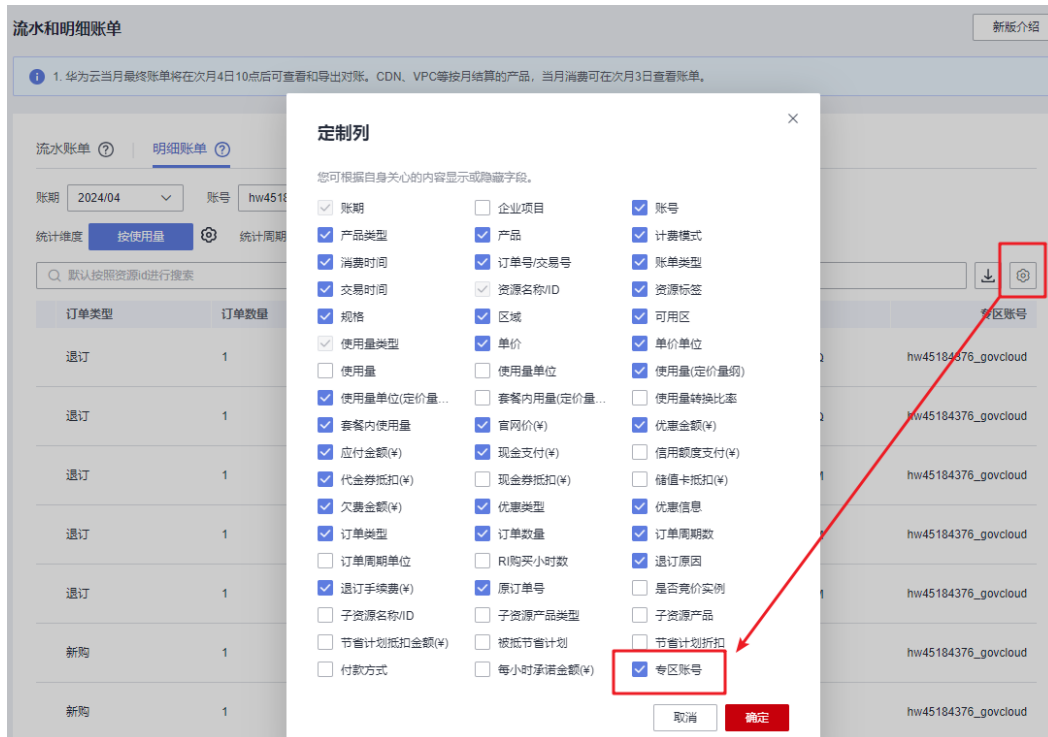 流水和明细账单
新版介绍
1. 华为云当月最终账单将在次月4日10点后可查看和导出对账。CDN、VPC等按月结算的产品，当月消费可在次月3日查看账单。
流水账单
明细账单
账期 2024/04 账号 hw4518
统计维度 按使用量 统计周期
默认按照资源id进行搜索
订单类型 订单数量 专区账号
退订 1 hw45184376_govcloud
退订 1 hw45184376_govcloud
退订 1 hw45184376_govcloud
退订 1 hw45184376_govcloud
退订 1 hw45184376_govcloud
新购 1 hw45184376_govcloud
新购 1 hw45184376_govcloud
定制列
您可根据自身关心的内容显示或隐藏字段。
账期 企业项目 账号
产品类型 产品 计费模式
消费时间 订单号/交易号 账单类型
交易时间 资源名称/ID 资源标签
规格 区域 可用区
使用量类型 单价 单价单位
使用量 使用量单位 使用量(定价量纲)
使用量单位(定价量... 套餐内用量(定价量... 使用量转换比率
套餐内使用量 官网价(¥) 优惠金额(¥)
应付金额(¥) 现金支付(¥) 信用额度支付(¥)
代金券抵扣(¥) 现金券抵扣(¥) 储值卡抵扣(¥)
欠费金额(¥) 优惠类型 优惠信息
订单类型 订单数量 订单周期数
订单周期单位 RI购买小时数 退订原因
退订手续费(¥) 原订单号 是否竞价实例
子资源名称/ID 子资源产品类型 子资源产品
节省计划抵扣金额(¥) 被抵节省计划 节省计划折扣
付款方式 每小时承诺金额(¥) 专区账号
取消 确定